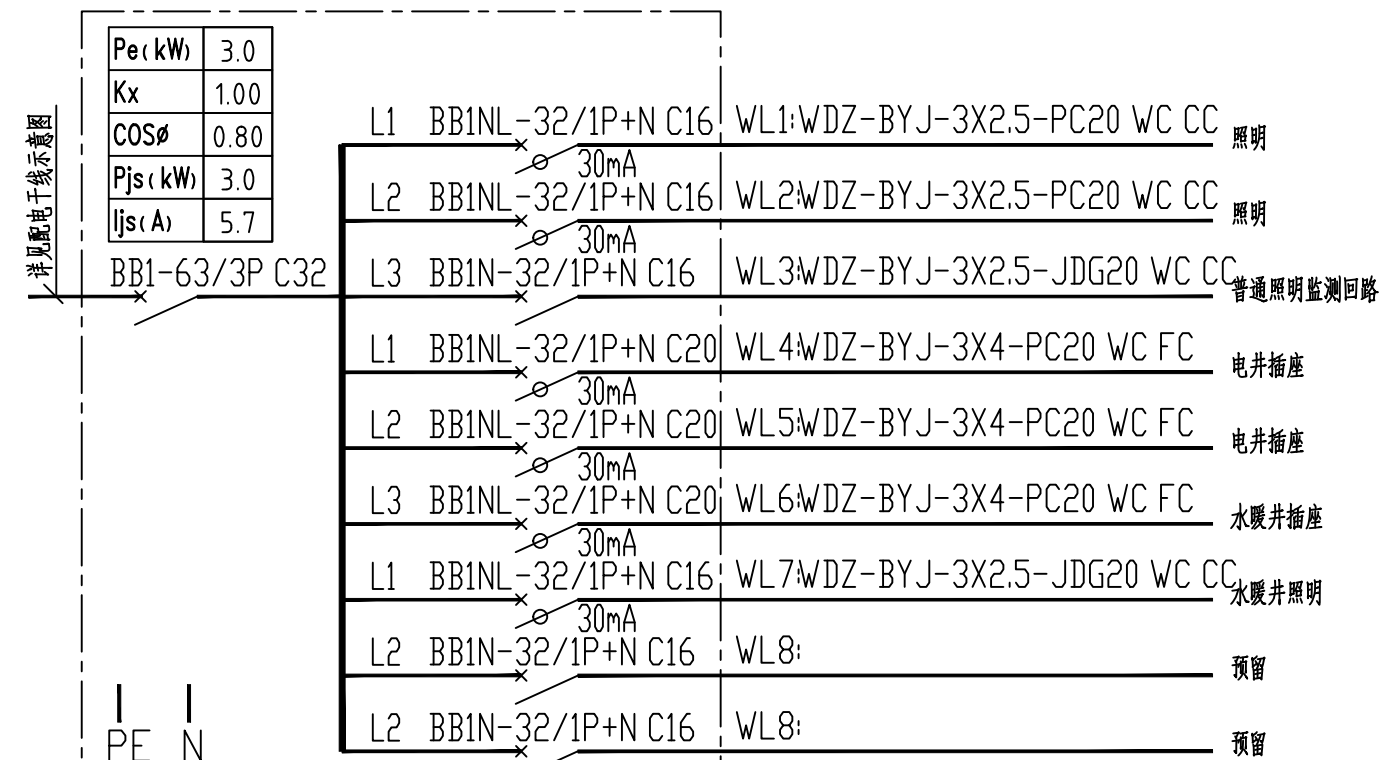 Pe(kW) 3.0
Kx 1.00
COSø 0.80
Pjs(kW) 3.0
Ijs(A) 5.7
详见配电干线示意图
BB1-63/3P C32
L1 BB1NL-32/1P+N C16 WL1:WDZ-BYJ-3X2.5-PC20 WC CC 照明
30mA
L2 BB1NL-32/1P+N C16 WL2:WDZ-BYJ-3X2.5-PC20 WC CC 照明
30mA
L3 BB1N-32/1P+N C16 WL3:WDZ-BYJ-3X2.5-JDG20 WC CC 普通照明监测回路
L1 BB1NL-32/1P+N C20 WL4:WDZ-BYJ-3X4-PC20 WC FC 电井插座
30mA
L2 BB1NL-32/1P+N C20 WL5:WDZ-BYJ-3X4-PC20 WC FC 电井插座
30mA
L3 BB1NL-32/1P+N C20 WL6:WDZ-BYJ-3X4-PC20 WC FC 水暖井插座
30mA
L1 BB1NL-32/1P+N C16 WL7:WDZ-BYJ-3X2.5-JDG20 WC CC 水暖井照明
30mA
L2 BB1N-32/1P+N C16 WL8: 预留
L2 BB1N-32/1P+N C16 WL8: 预留
PE N